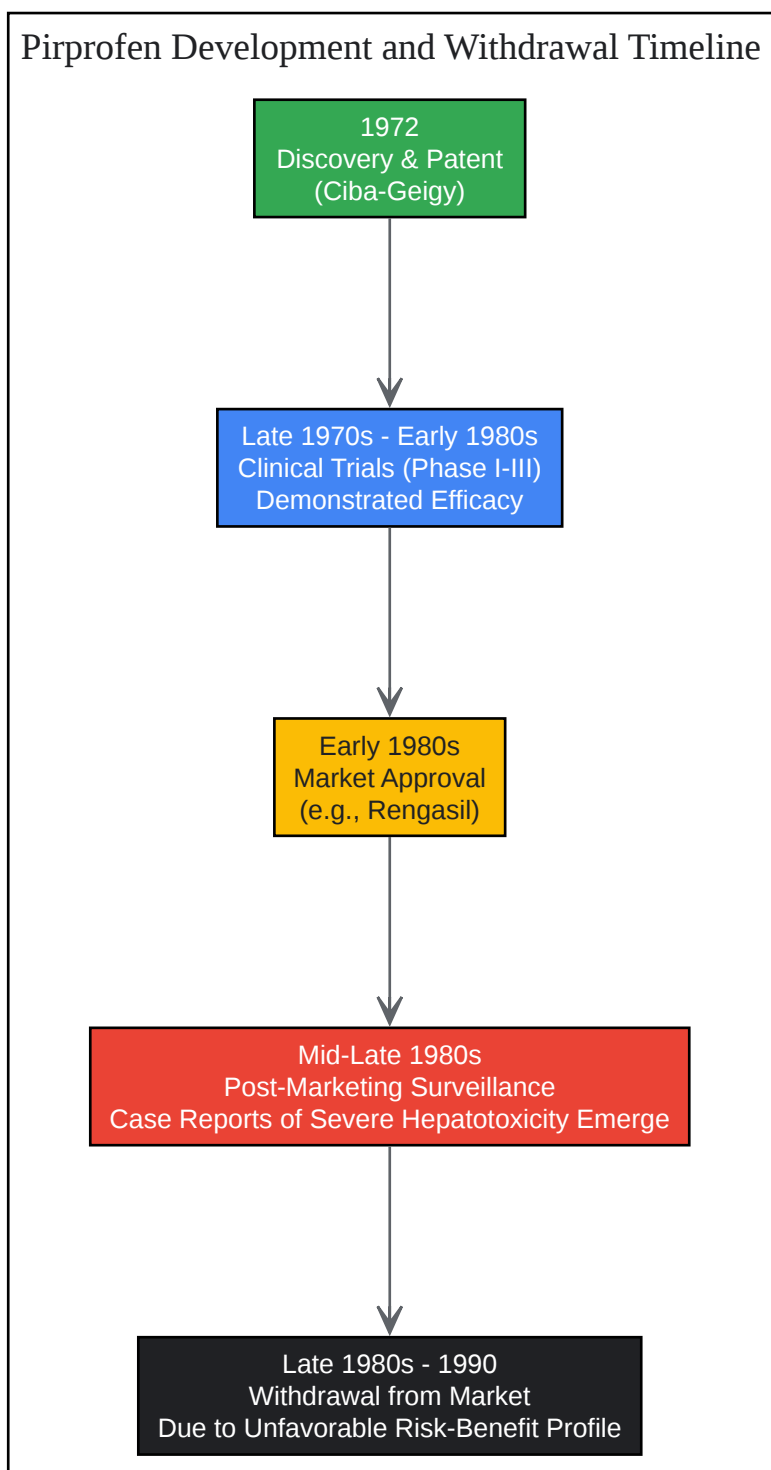 Pirprofen Development and Withdrawal Timeline
1972
Discovery & Patent
(Ciba-Geigy)
Late 1970s - Early 1980s
Clinical Trials (Phase I-III)
Demonstrated Efficacy
Early 1980s
Market Approval
(e.g., Rengasil)
Mid-Late 1980s
Post-Marketing Surveillance
Case Reports of Severe Hepatotoxicity Emerge
Late 1980s - 1990
Withdrawal from Market
Due to Unfavorable Risk-Benefit Profile